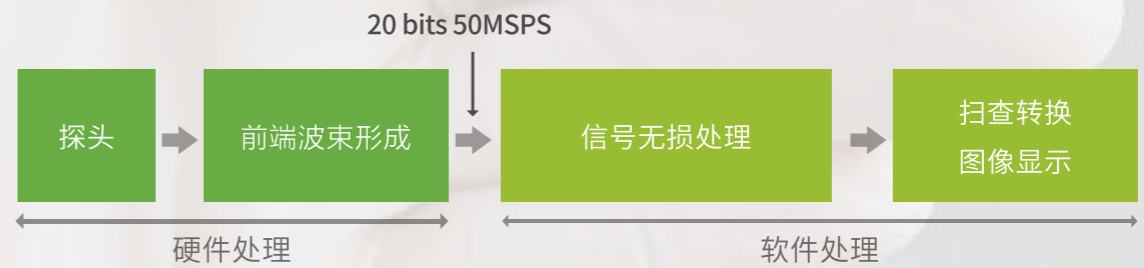 20 bits 50MSPS
探头
前端波束形成
信号无损处理
扫查转换
图像显示
硬件处理
软件处理